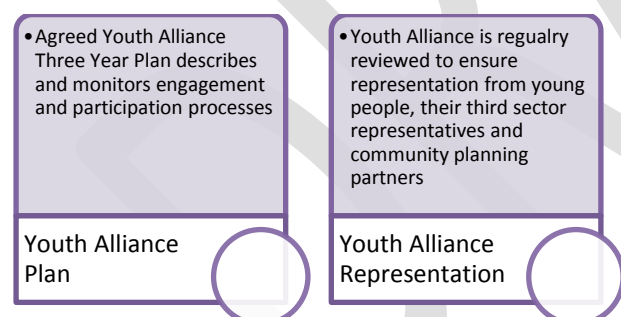 •Agreed Youth Alliance
Three Year Plan describes
and monitors engagement
and participation processes
Youth Alliance
Plan
•Youth Alliance is regualry
reviewed to ensure
representation from young
people, their third sector
representatives and
community planning
partners
Youth Alliance
Representation